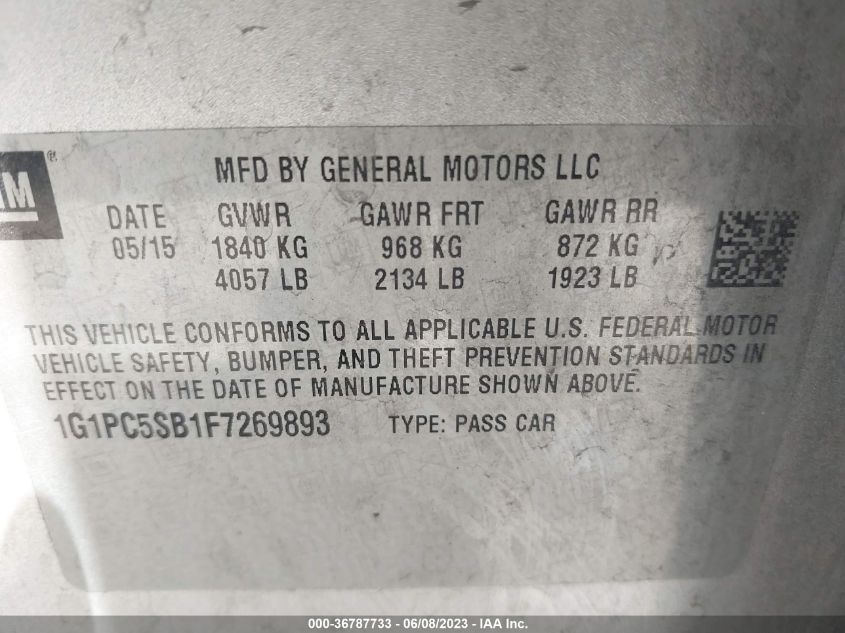 GM®
MFD BY GENERAL MOTORS LLC
DATE GVWR GAWR FRT GAWR RR
05/15 1840 KG 968 KG 872 KG
4057 LB 2134 LB 1923 LB
THIS VEHICLE CONFORMS TO ALL APPLICABLE U.S. FEDERAL MOTOR
VEHICLE SAFETY, BUMPER, AND THEFT PREVENTION STANDARDS IN
EFFECT ON THE DATE OF MANUFACTURE SHOWN ABOVE.
1G1PC5SB1F7269893 TYPE: PASS CAR
000-36787733 - 06/08/2023 - IAA Inc.